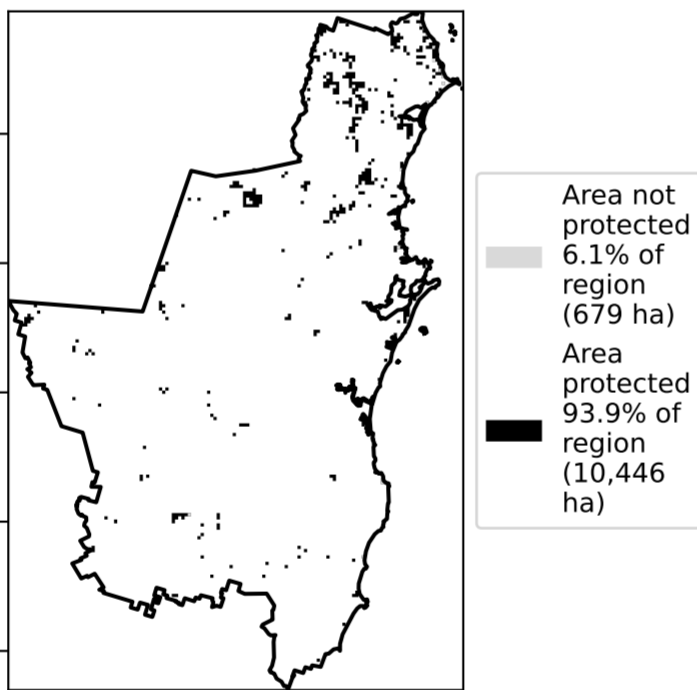 Area not
protected
6.1% of
region
(679 ha)
Area
protected
93.9% of
region
(10,446
ha)